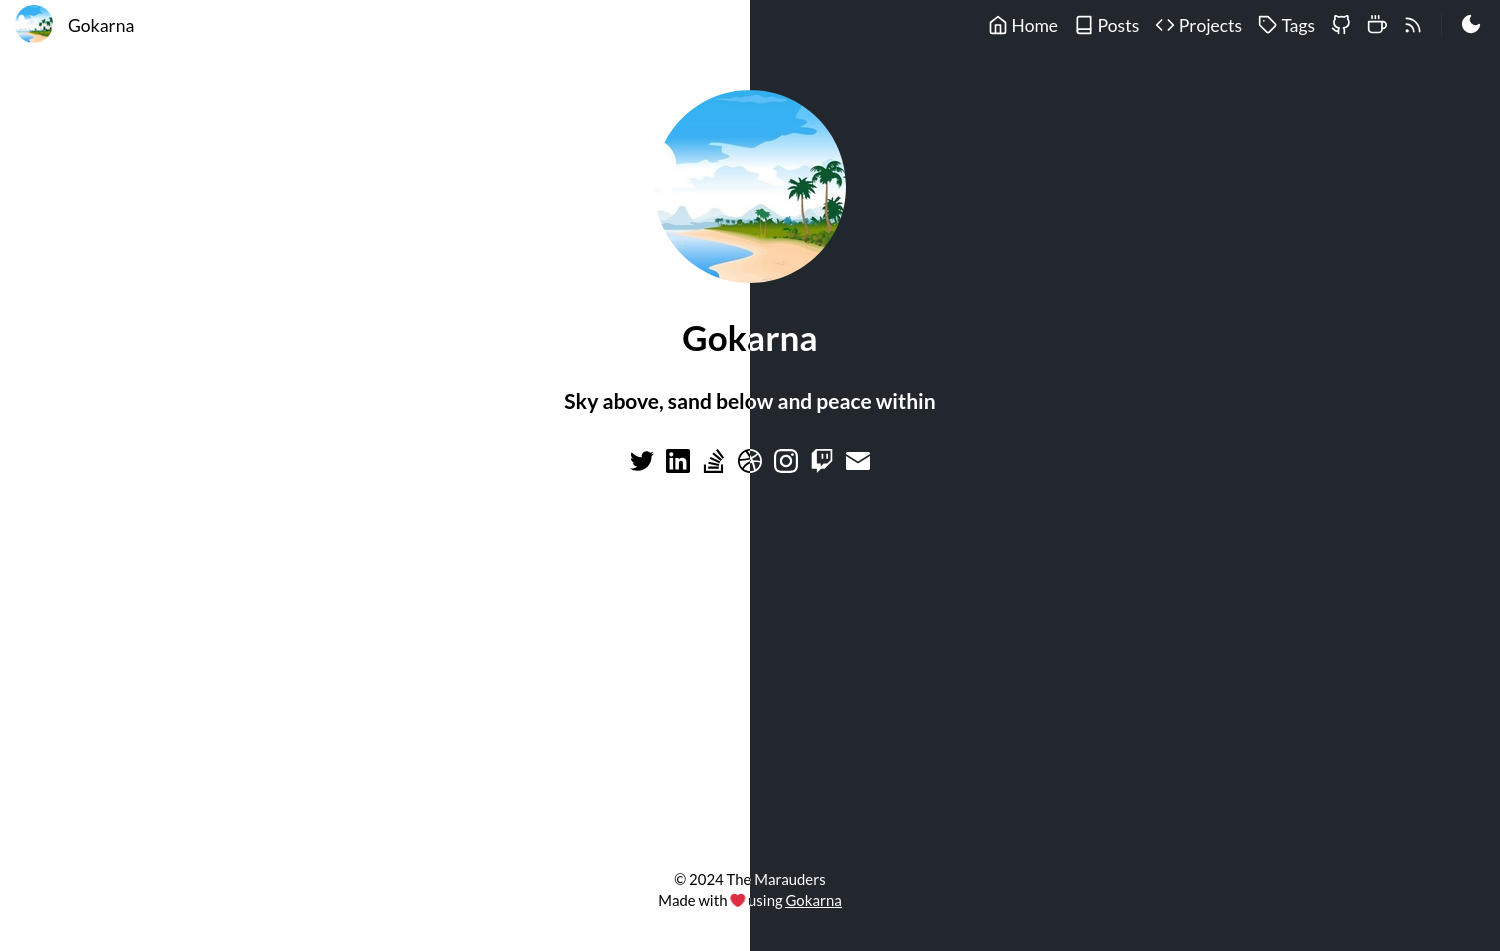 Gokarna
Home Posts Projects Tags
Gokarna
Sky above, sand below and peace within
© 2024 The Marauders
Made with ❤️ using Gokarna